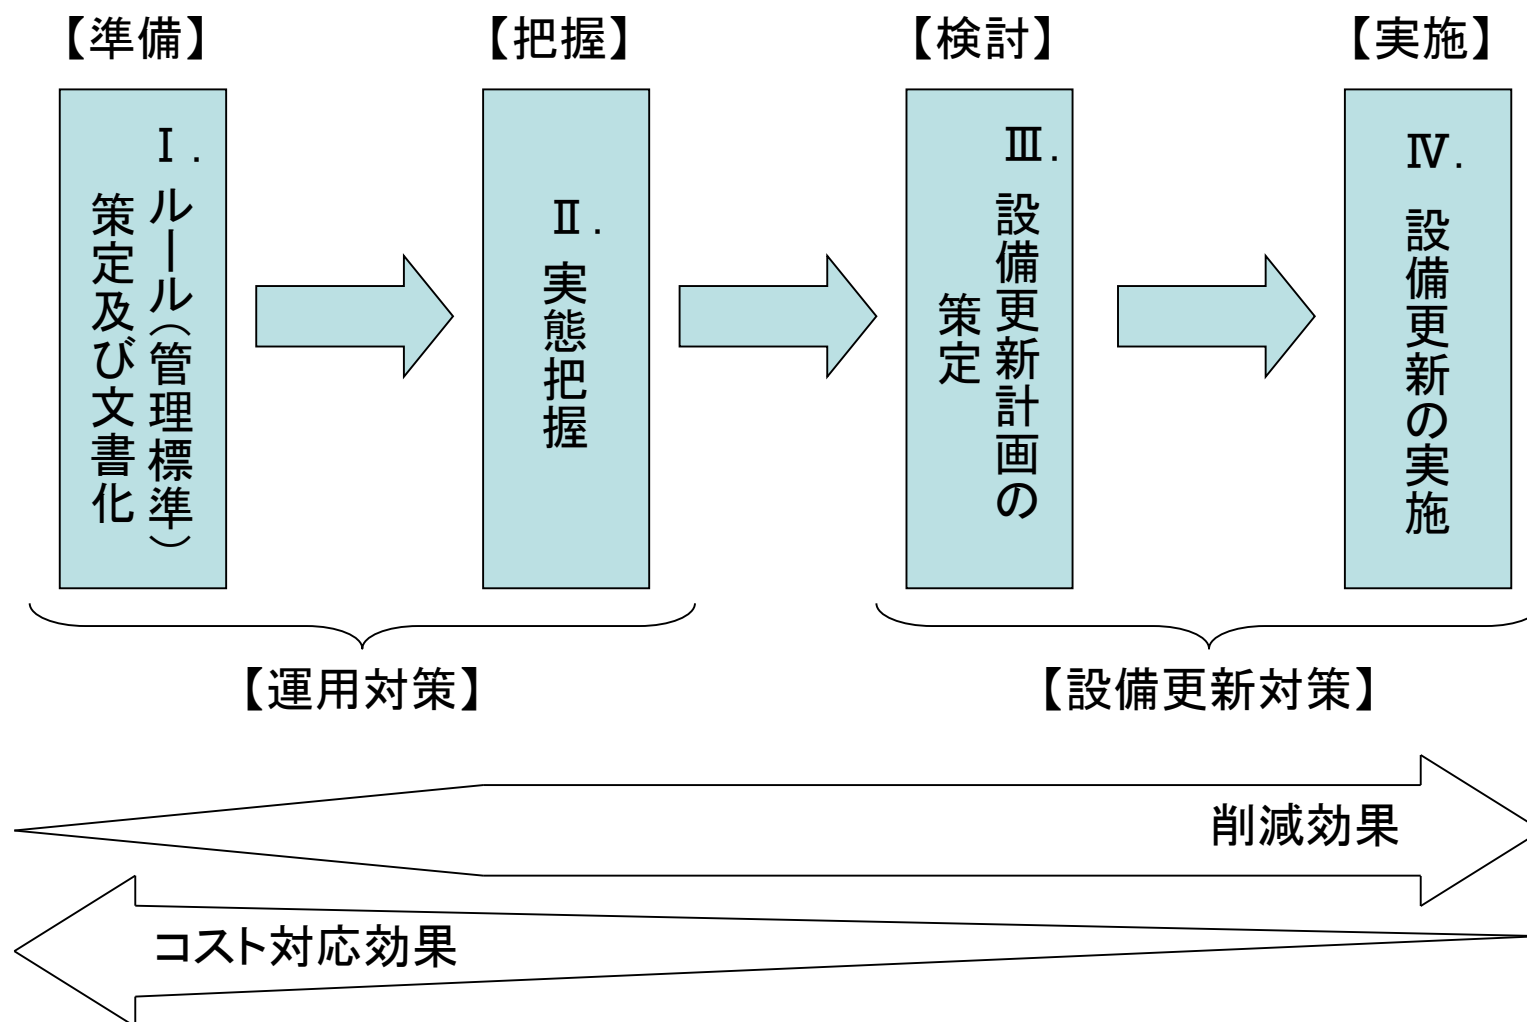 【準備】
【把握】
【検討】
【実施】
Ⅰ.
ルール(管理標準)
策定及び文書化
Ⅱ.
実態把握
Ⅲ.
設備更新計画の
策定
Ⅳ.
設備更新の実施
【運用対策】
【設備更新対策】
削減効果
コスト対応効果